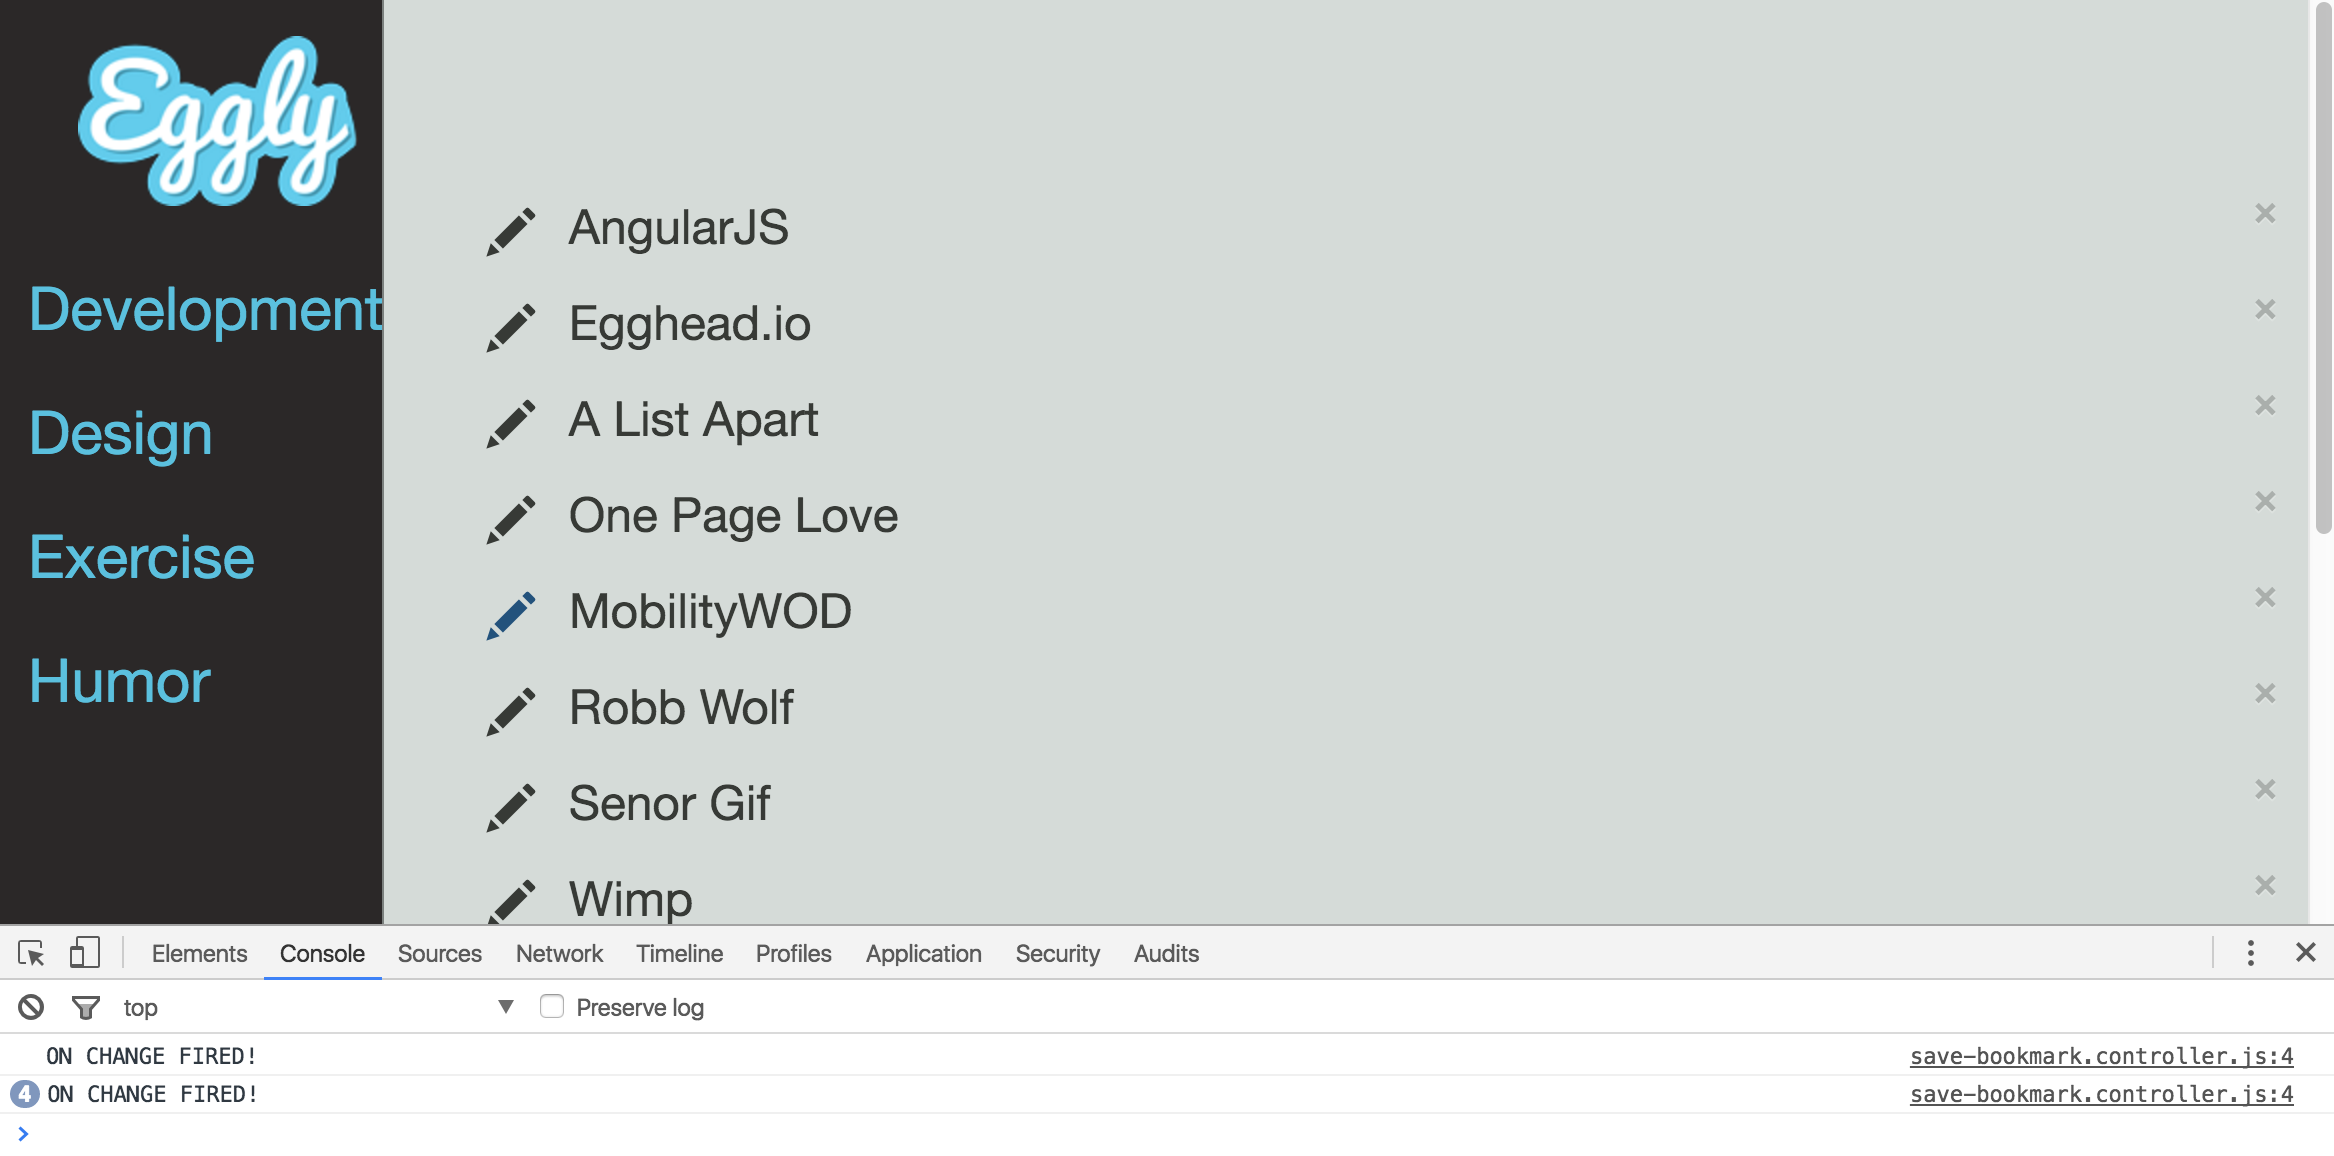 Eggly
Development
Design
Exercise
Humor
AngularJS
Egghead.io
A List Apart
One Page Love
MobilityWOD
Robb Wolf
Senor Gif
Wimp
Elements Console Sources Network Timeline Profiles Application Security Audits
top Preserve log
ON CHANGE FIRED! save-bookmark.controller.js:4
4 ON CHANGE FIRED! save-bookmark.controller.js:4